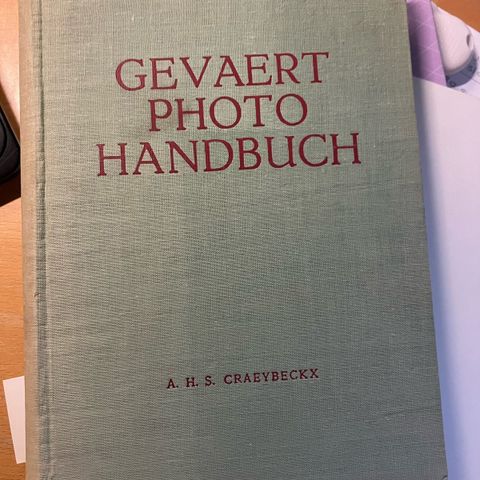 GEVAERT
PHOTO
HANDBUCH
A. H. S. CRAEYBECKX